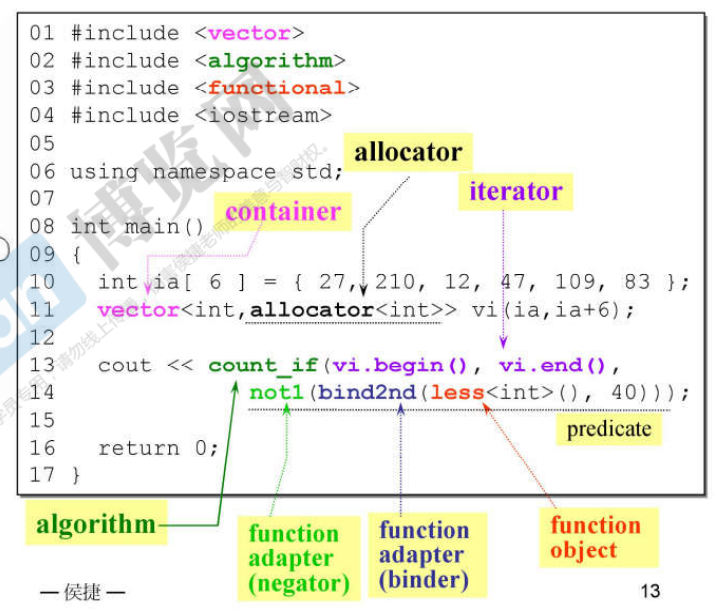 01 #include <vector>
02 #include <algorithm>
03 #include <functional>
04 #include <iostream>
05
allocator
06 using namespace std;
iterator
07
container
08 int main()
09 {
10 int ia[ 6 ] = { 27, 210, 12, 47, 109, 83 };
11 vector<int,allocator<int>> vi(ia,ia+6);
12
13 cout << count_if(vi.begin(), vi.end(),
14 not1(bind2nd(less<int>(), 40)));
15
predicate
16 return 0;
17 }
algorithm
function
adapter
(negator)
function
adapter
(binder)
function
object
— 侯捷 —
13
博览网